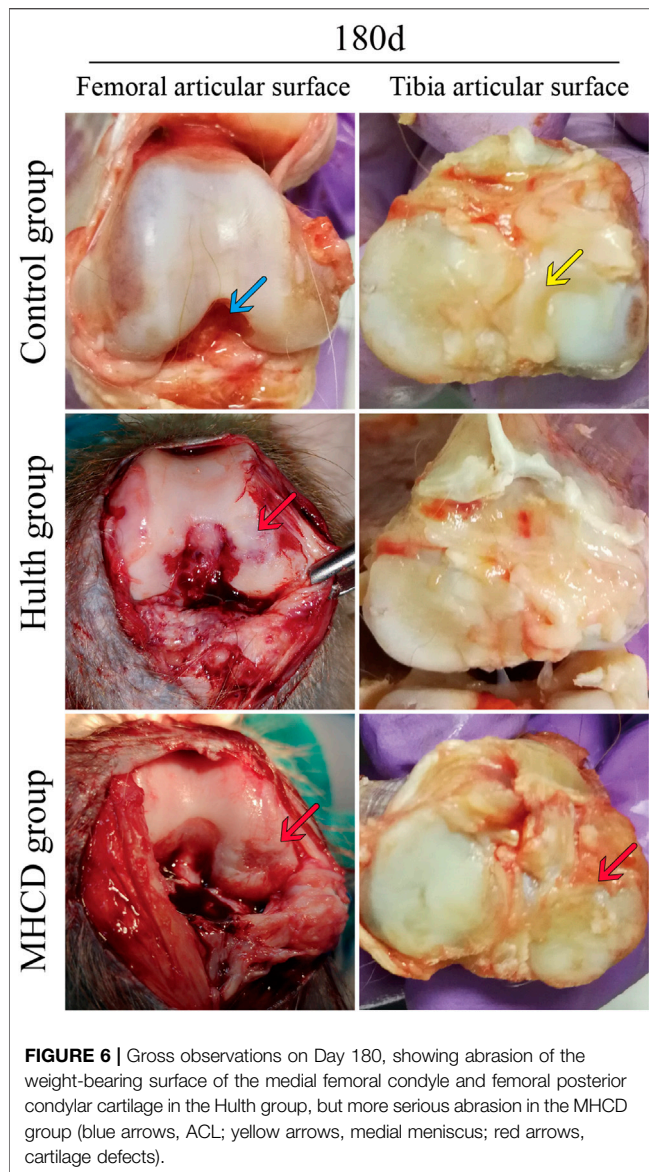 180d
Femoral articular surface Tibia articular surface
Control group
Hulth group
MHCD group
FIGURE 6 | Gross observations on Day 180, showing abrasion of the
weight-bearing surface of the medial femoral condyle and femoral posterior
condylar cartilage in the Hulth group, but more serious abrasion in the MHCD
group (blue arrows, ACL; yellow arrows, medial meniscus; red arrows,
cartilage defects).